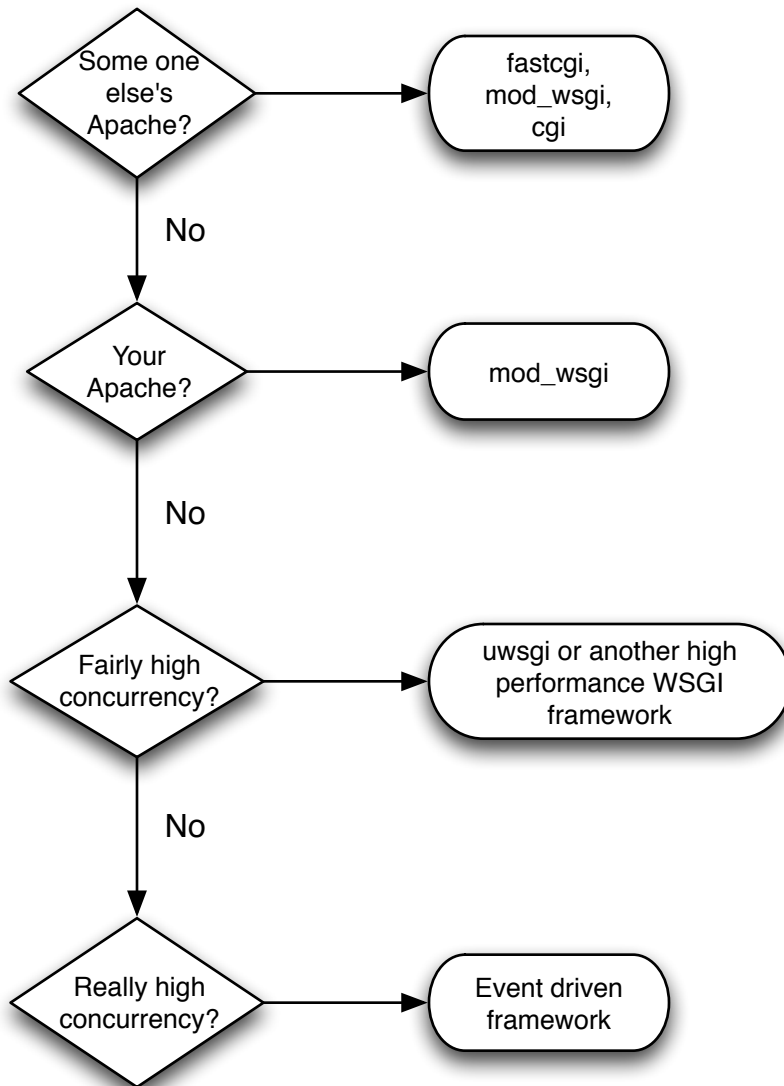 Some one
else's
Apache?
fastcgi,
mod_wsgi,
cgi
No
Your
Apache?
mod_wsgi
No
Fairly high
concurrency?
uwsgi or another high
performance WSGI
framework
No
Really high
concurrency?
Event driven
framework